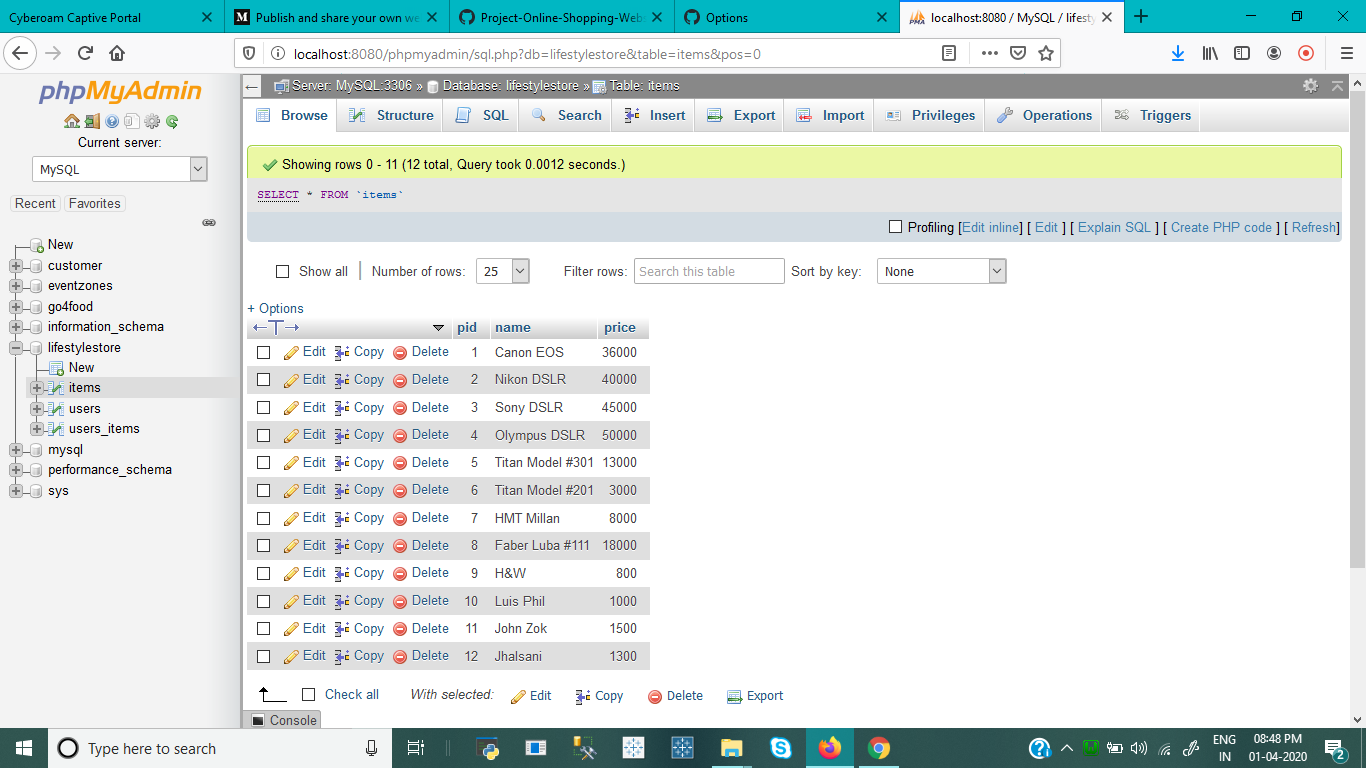 Cyberoam Captive Portal
Publish and share your own we
Project-Online-Shopping-Web
Options
localhost:8080 / MySQL / lifesty
localhost:8080/phpmyadmin/sql.php?db=lifestylestore&table=items&pos=0
phpMyAdmin
Current server:
MySQL
Recent Favorites
New
customer
eventzones
go4food
information_schema
lifestylestore
New
items
users
users_items
mysql
performance_schema
sys
Server: MySQL:3306 » Database: lifestylestore » Table: items
Browse Structure SQL Search Insert Export Import Privileges Operations Triggers
Showing rows 0 - 11 (12 total, Query took 0.0012 seconds.)
SELECT * FROM `items`
Profiling [Edit inline] [ Edit ] [ Explain SQL ] [ Create PHP code ] [ Refresh]
Show all Number of rows: 25 Filter rows: Search this table Sort by key: None
+ Options
←T→ pid name price
Edit Copy Delete 1 Canon EOS 36000
Edit Copy Delete 2 Nikon DSLR 40000
Edit Copy Delete 3 Sony DSLR 45000
Edit Copy Delete 4 Olympus DSLR 50000
Edit Copy Delete 5 Titan Model #301 13000
Edit Copy Delete 6 Titan Model #201 3000
Edit Copy Delete 7 HMT Millan 8000
Edit Copy Delete 8 Faber Luba #111 18000
Edit Copy Delete 9 H&W 800
Edit Copy Delete 10 Luis Phil 1000
Edit Copy Delete 11 John Zok 1500
Edit Copy Delete 12 Jhalsani 1300
Check all With selected: Edit Copy Delete Export
Console
Type here to search
ENG
IN
08:48 PM
01-04-2020
2